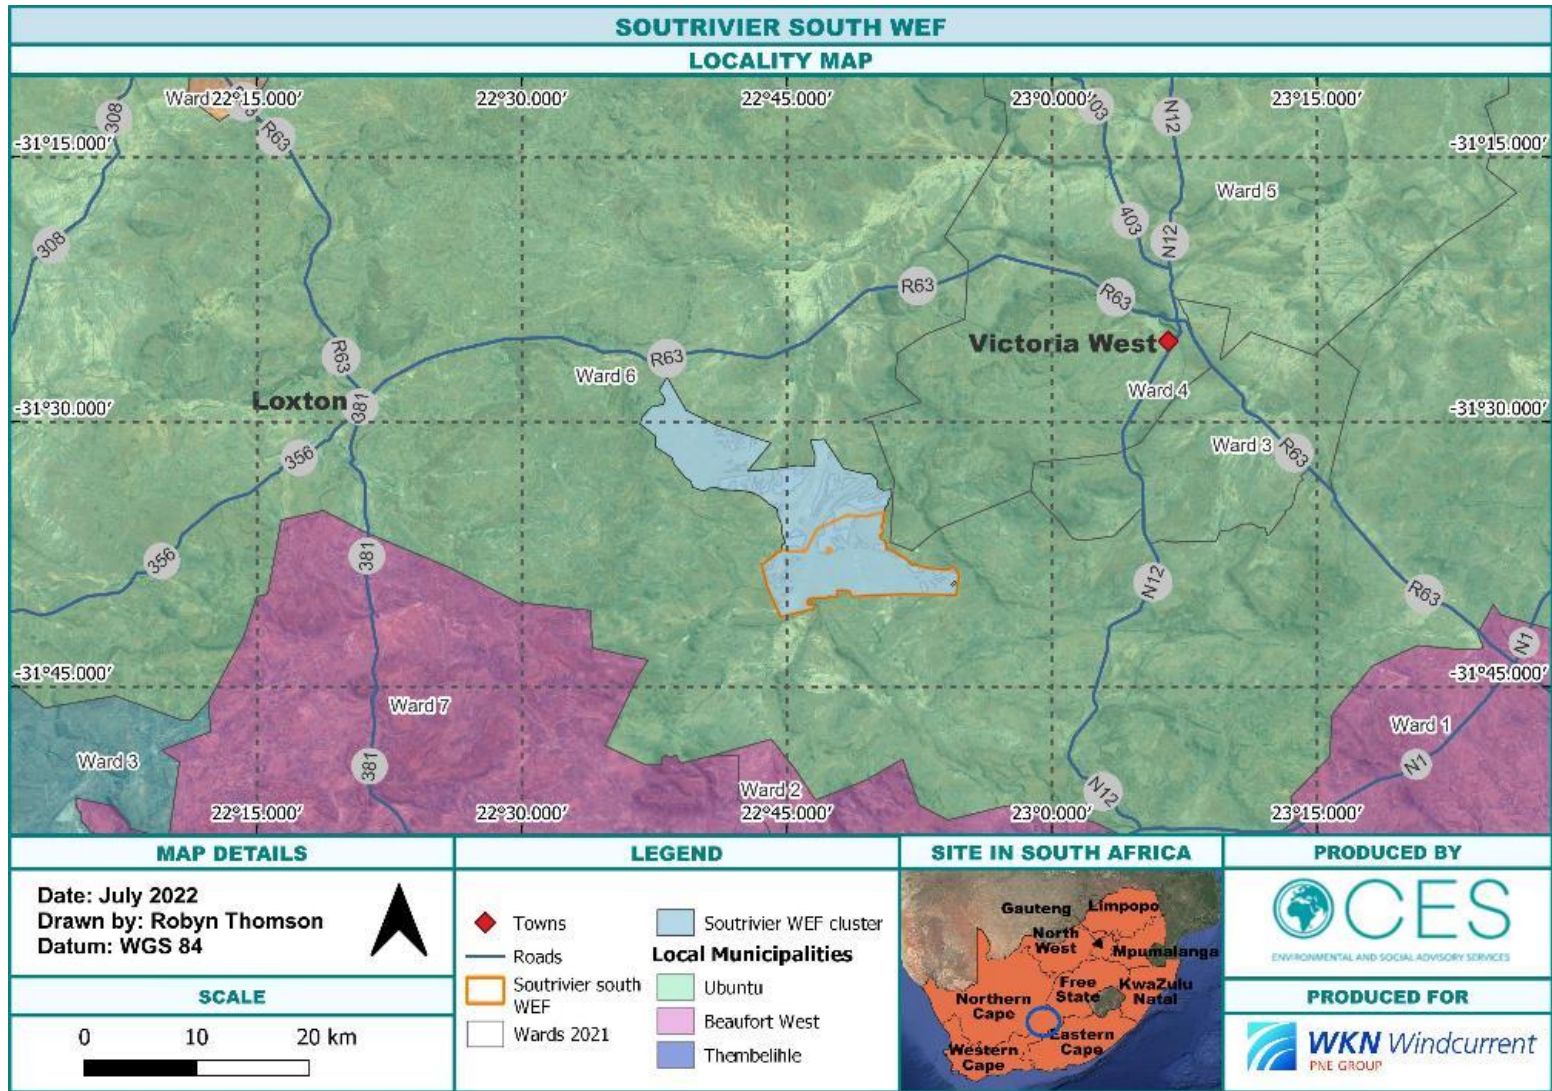 SOUTRIVIER SOUTH WEF
LOCALITY MAP
Ward 22°15.000′ 22°30.000′ 22°45.000′ 23°0.000′ 23°15.000′
308 R63 403 N12
-31°15.000′ -31°15.000′
Ward 5
308 403 N12
R63 R63
R63 R63 Victoria West
Ward 6 Ward 4
Loxton 381
-31°30.000′ -31°30.000′
356 Ward 3 R63
356 381 N12 R63
N1
-31°45.000′ -31°45.000′
Ward 7 Ward 1
Ward 3 381 N1
Ward 2 N12
22°15.000′ 22°30.000′ 22°45.000′ 23°0.000′ 23°15.000′
MAP DETAILS
Date: July 2022
Drawn by: Robyn Thomson
Datum: WGS 84
SCALE
0 10 20 km
LEGEND
Towns
Roads
Soutrivier south
WEF
Wards 2021
Soutrivier WEF cluster
Local Municipalities
Ubuntu
Beaufort West
Thembelihle
SITE IN SOUTH AFRICA
Gauteng Limpopo
North
West
Mpumalanga
Free
State
KwaZulu
Natal
Northern
Cape
Eastern
Cape
Western
Cape
PRODUCED BY
CES
ENVIRONMENTAL AND SOCIAL ADVISORY SERVICES
PRODUCED FOR
WKN Windcurrent
PNE GROUP